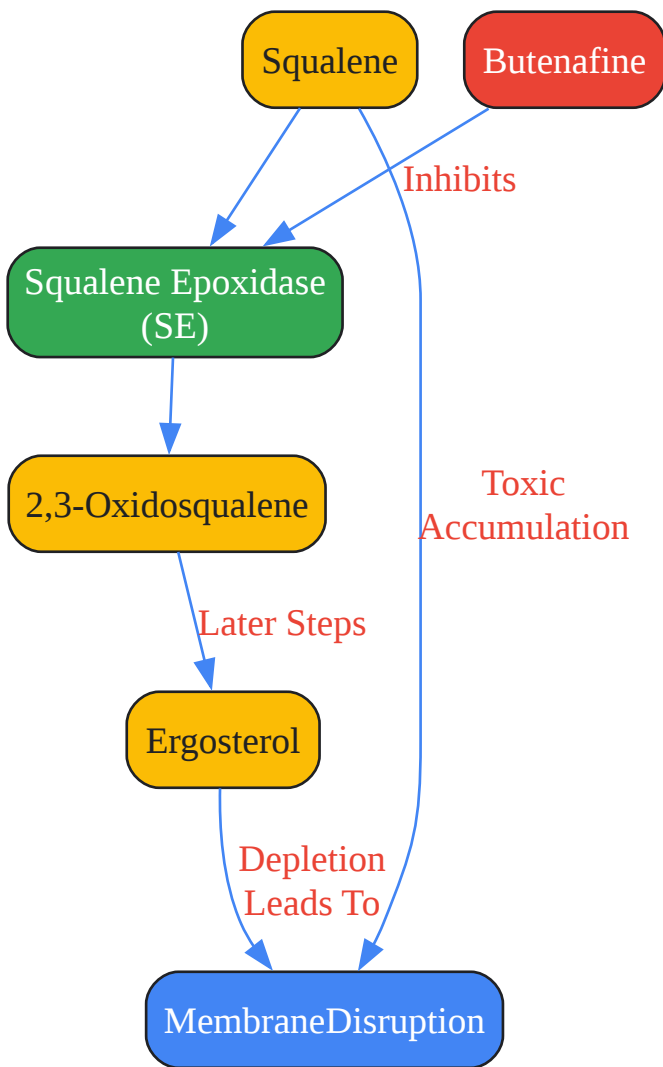 Squalene
Butenafine
Inhibits
Squalene Epoxidase
(SE)
2,3-Oxidosqualene
Toxic
Accumulation
Later Steps
Ergosterol
Depletion
Leads To
MembraneDisruption